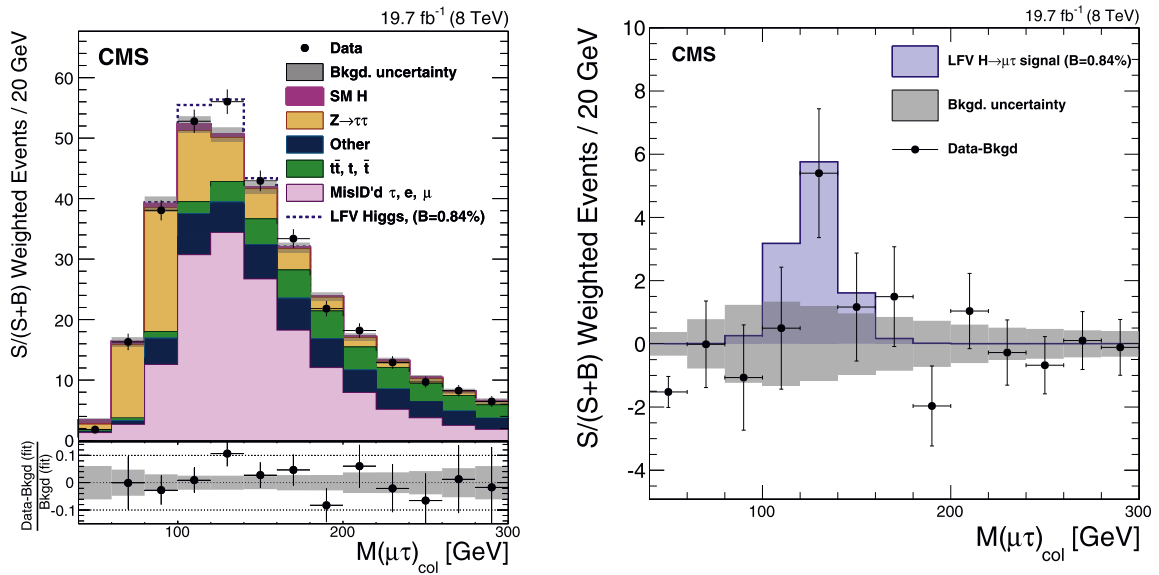 19.7 fb⁻¹ (8 TeV)
CMS
Data
Bkgd. uncertainty
SM H
Z→ττ
Other
tt̄, t, t̄
MisID'd τ, e, μ
LFV Higgs, (B=0.84%)
S/(S+B) Weighted Events / 20 GeV
60
50
40
30
20
10
0
Data-Bkgd (fit)
Bkgd (fit)
0.1
0
-0.1
100 200 300
M(μτ)col [GeV]
19.7 fb⁻¹ (8 TeV)
CMS
LFV H→μτ signal (B=0.84%)
Bkgd. uncertainty
Data-Bkgd
S/(S+B) Weighted Events / 20 GeV
10
8
6
4
2
0
-2
-4
100 200 300
M(μτ)col [GeV]